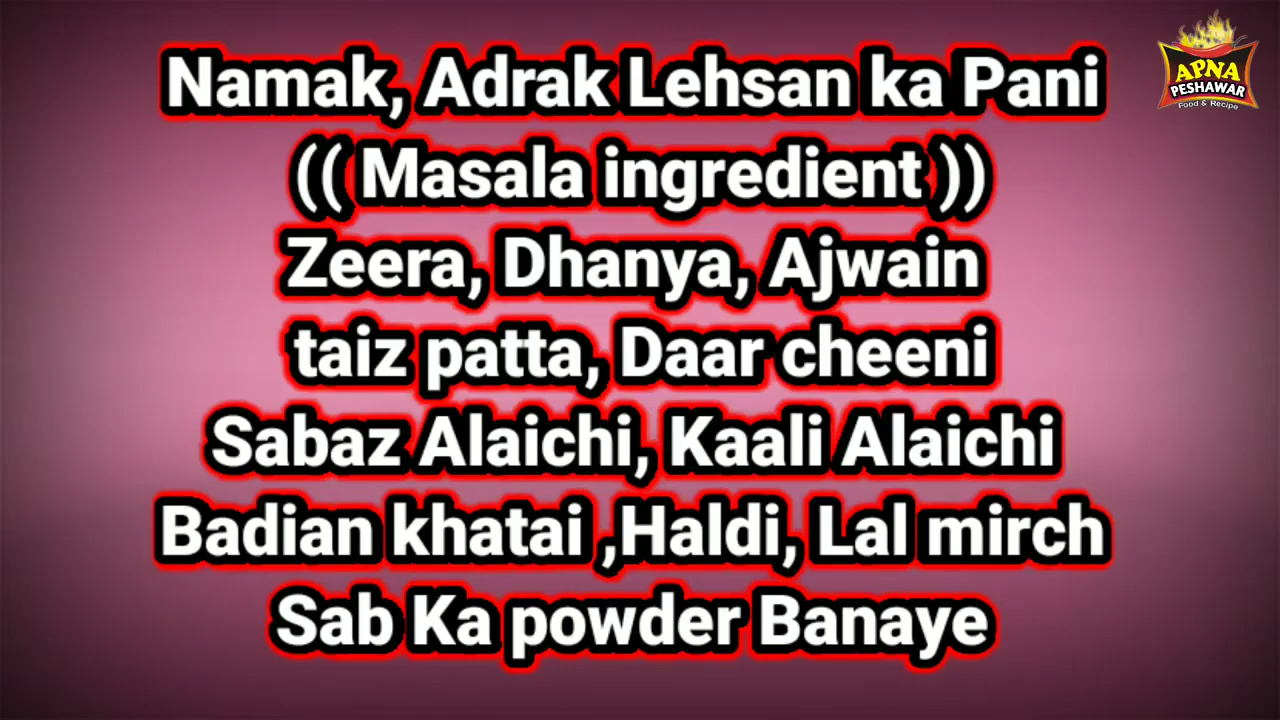 Namak, Adrak Lehsan ka Pani
(( Masala ingredient ))
Zeera, Dhanya, Ajwain
taiz patta, Daar cheeni
Sabaz Alaichi, Kaali Alaichi
Badian khatai ,Haldi, Lal mirch
Sab Ka powder Banaye
APNA
PESHAWAR
Food & Recipe